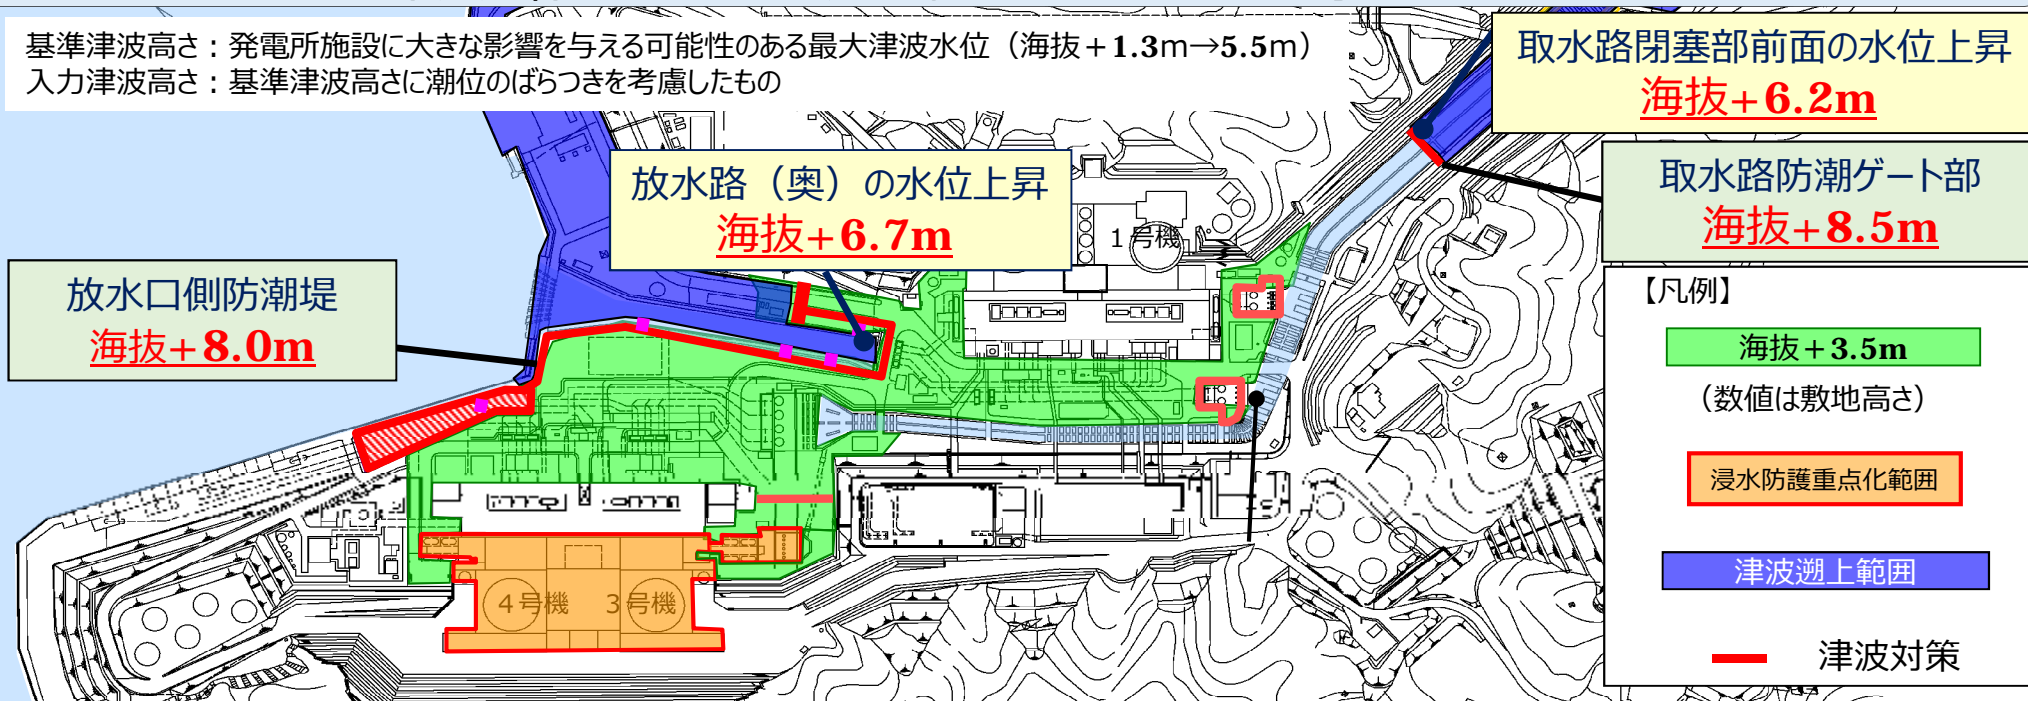 基準津波高さ：発電所施設に大きな影響を与える可能性のある最大津波水位（海抜＋1.3m→5.5m）
入力津波高さ：基準津波高さに潮位のばらつきを考慮したもの
取水路閉塞部前面の水位上昇
海抜+6.2m
放水路（奥）の水位上昇
海抜+6.7m
取水路防潮ゲート部
海抜+8.5m
1号機
放水口側防潮堤
海抜+8.0m
【凡例】
海抜＋3.5m
（数値は敷地高さ）
浸水防護重点化範囲
津波遡上範囲
津波対策
4号機
3号機